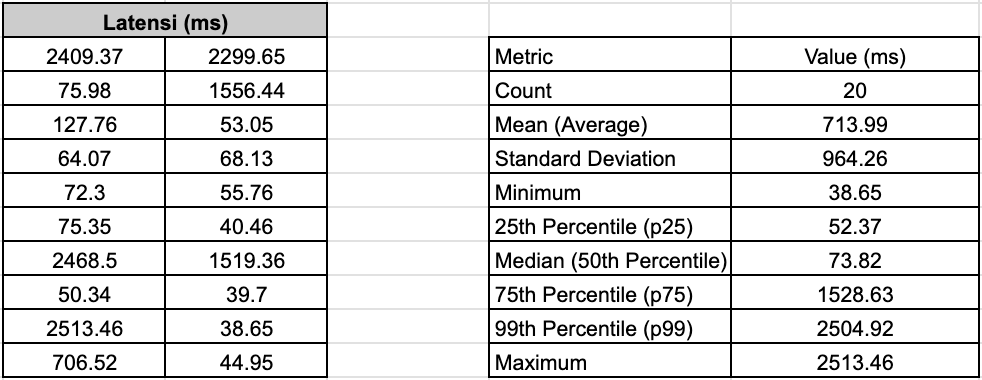 Latensi (ms)
2409.37 2299.65 Metric Value (ms)
75.98 1556.44 Count 20
127.76 53.05 Mean (Average) 713.99
64.07 68.13 Standard Deviation 964.26
72.3 55.76 Minimum 38.65
75.35 40.46 25th Percentile (p25) 52.37
2468.5 1519.36 Median (50th Percentile) 73.82
50.34 39.7 75th Percentile (p75) 1528.63
2513.46 38.65 99th Percentile (p99) 2504.92
706.52 44.95 Maximum 2513.46